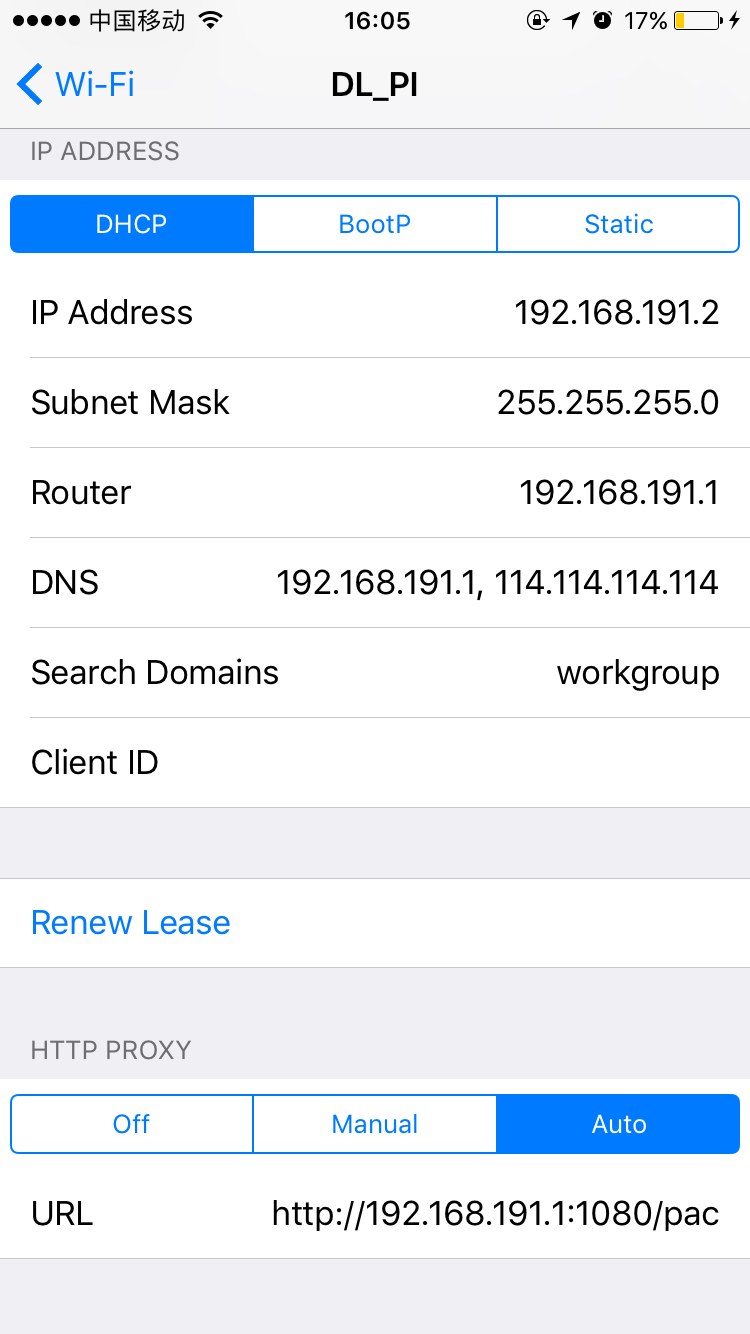 中国移动 16:05 17%
Wi-Fi DL_PI
IP ADDRESS
DHCP BootP Static
IP Address 192.168.191.2
Subnet Mask 255.255.255.0
Router 192.168.191.1
DNS 192.168.191.1, 114.114.114.114
Search Domains workgroup
Client ID
Renew Lease
HTTP PROXY
Off Manual Auto
URL http://192.168.191.1:1080/pac